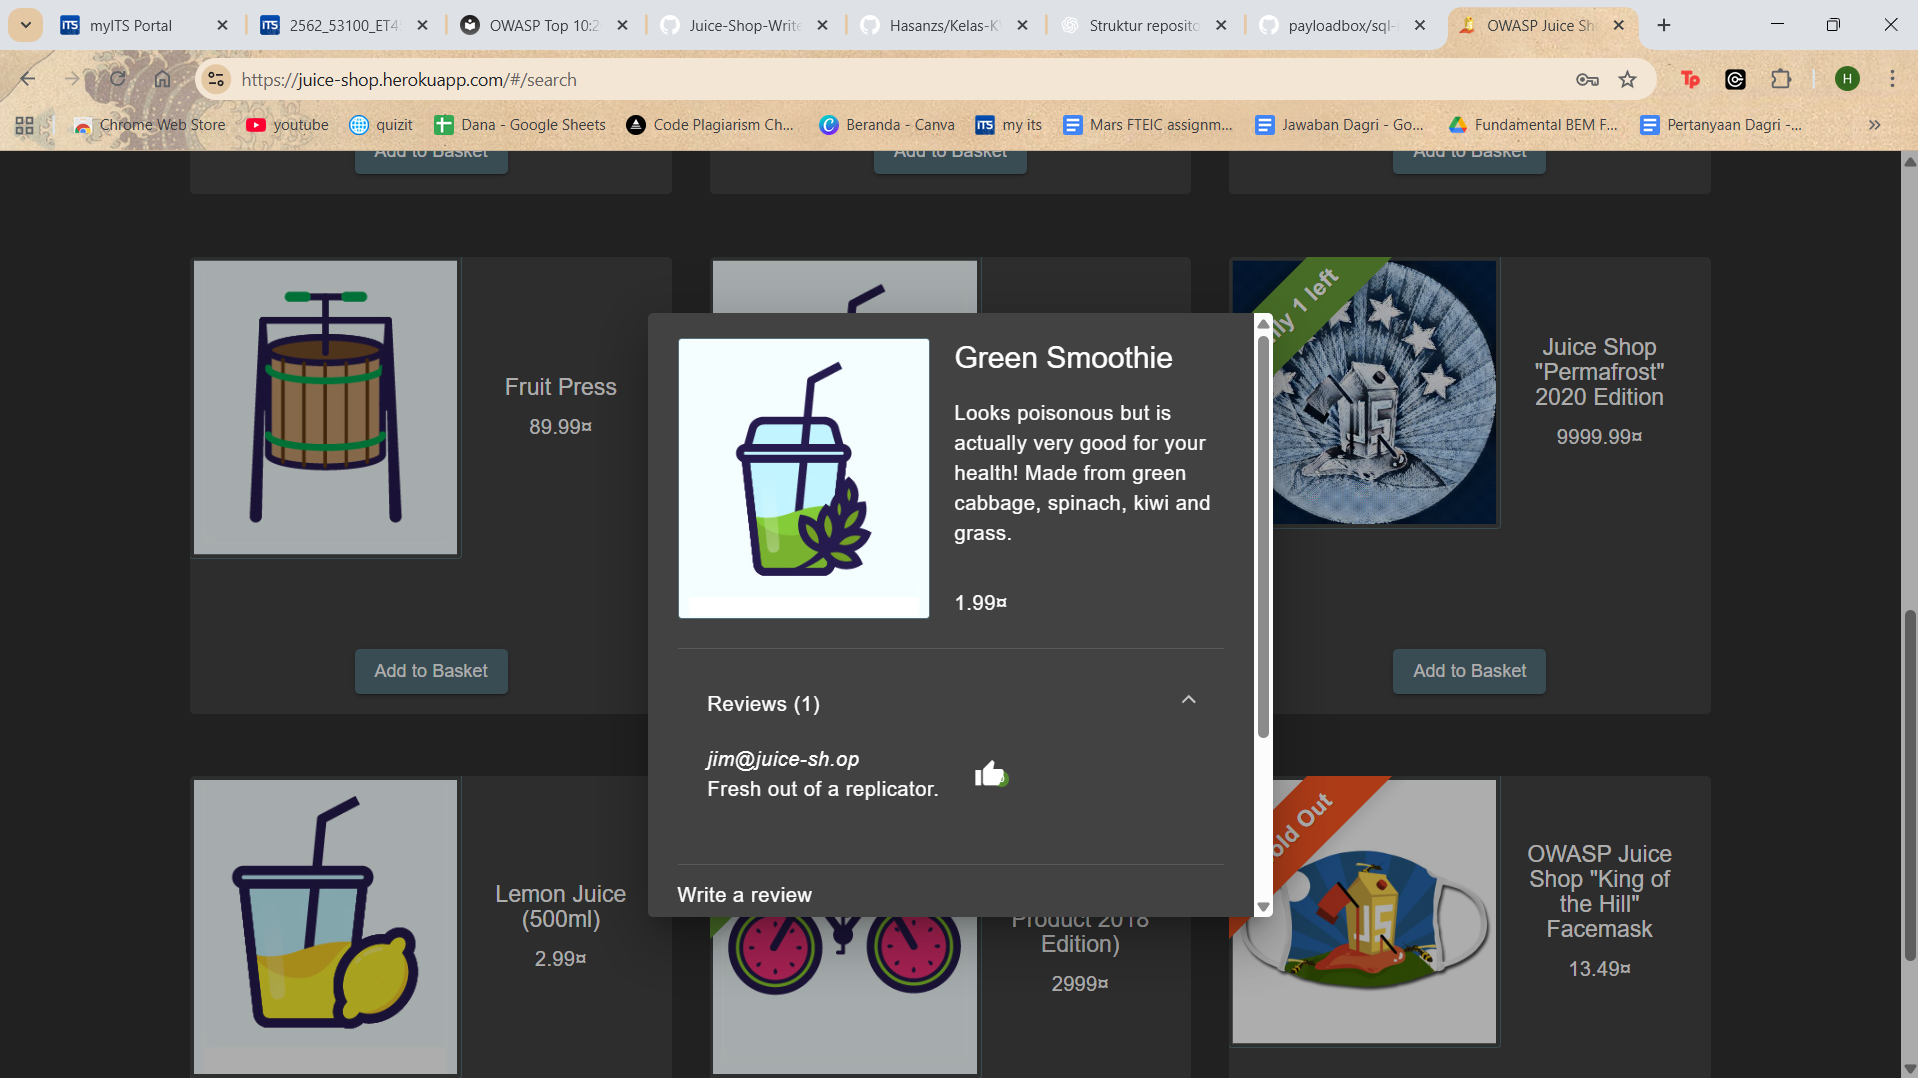 myITS Portal
2562_53100_ET4
OWASP Top 10:2
Juice-Shop-Write
Hasanzs/Kelas-K
Struktur reposito
payloadbox/sql-
OWASP Juice Sh
https://juice-shop.herokuapp.com/#/search
Tp
H
Chrome Web Store
youtube
quizit
Dana - Google Sheets
Code Plagiarism Ch...
Beranda - Canva
my its
Mars FTEIC assignm...
Jawaban Dagri - Go...
Fundamental BEM F...
Pertanyaan Dagri -...
Add to Basket
Add to Basket
Add to Basket
Fruit Press
89.99¤
Add to Basket
Green Smoothie
Looks poisonous but is
actually very good for your
health! Made from green
cabbage, spinach, kiwi and
grass.
1.99¤
Reviews (1)
jim@juice-sh.op
Fresh out of a replicator.
Write a review
1 left
Juice Shop
"Permafrost"
2020 Edition
9999.99¤
Add to Basket
Lemon Juice
(500ml)
2.99¤
Product 2018
Edition)
2999¤
Out
OWASP Juice
Shop "King of
the Hill"
Facemask
13.49¤